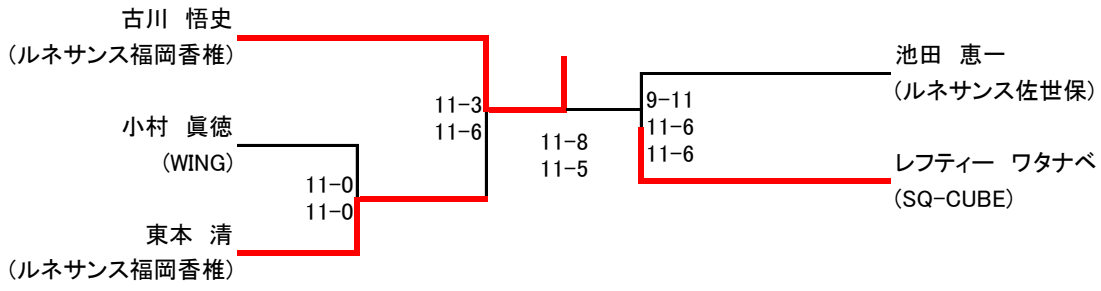 古川　悟史
(ルネサンス福岡香椎)
小村　眞徳
(WING)
東本　清
(ルネサンス福岡香椎)
11-0
11-0
11-3
11-6
11-8
11-5
9-11
11-6
11-6
池田　恵一
(ルネサンス佐世保)
レフティー　ワタナベ
(SQ-CUBE)